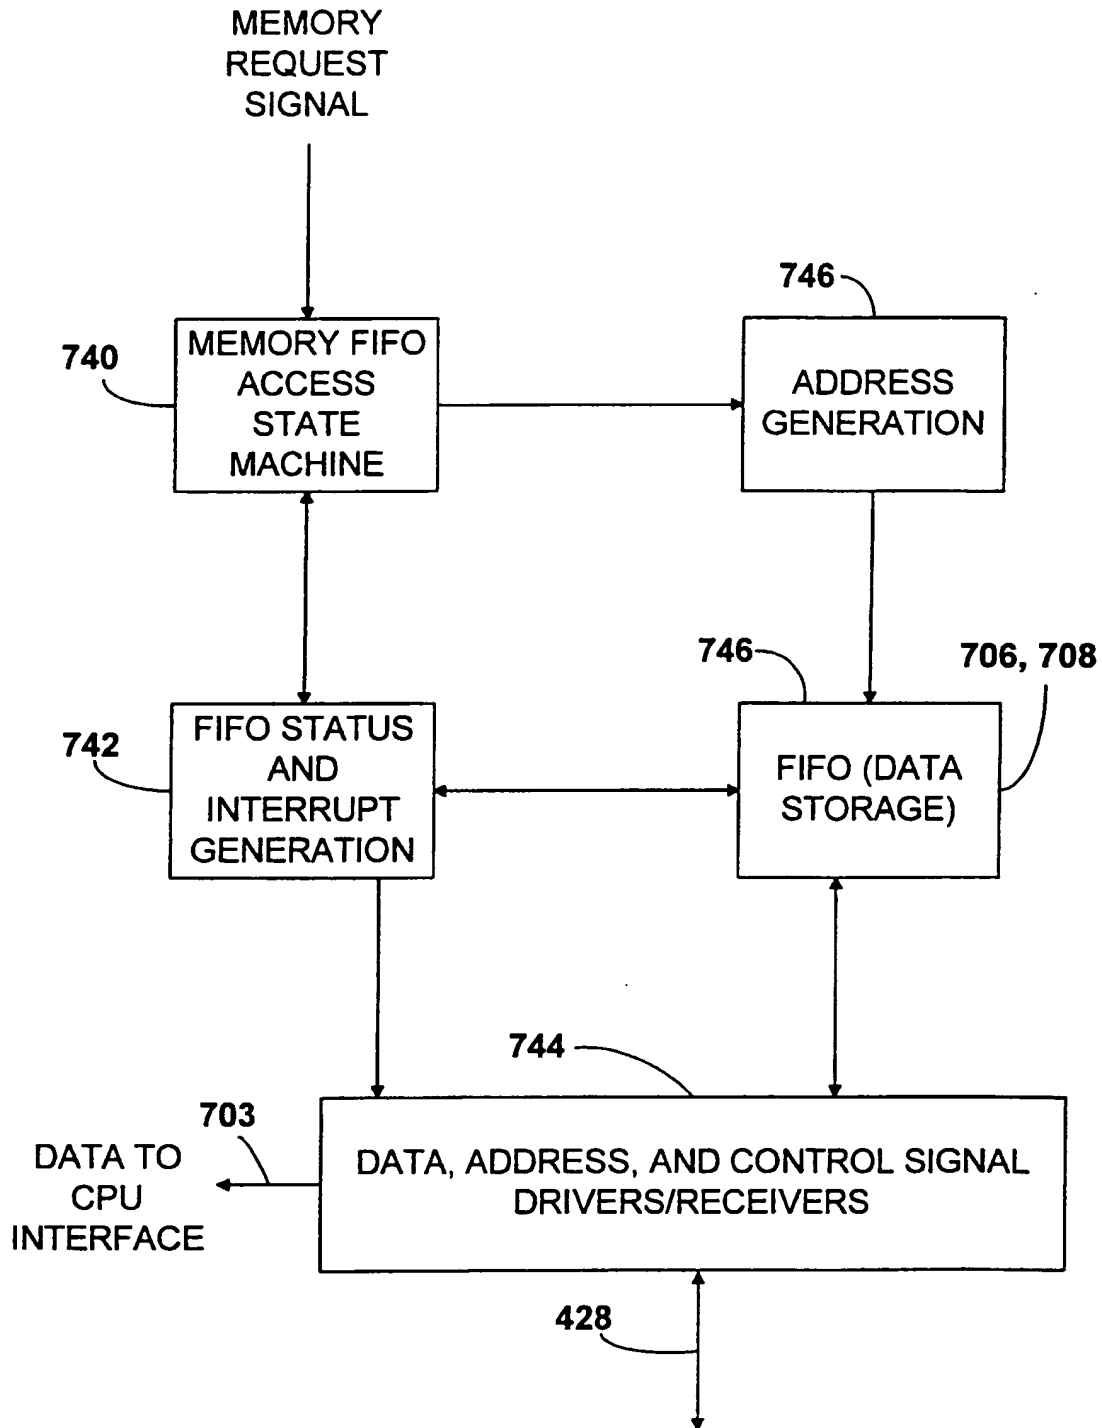 MEMORY
REQUEST
SIGNAL
746
740
MEMORY FIFO
ACCESS
STATE
MACHINE
ADDRESS
GENERATION
746
706, 708
742
FIFO STATUS
AND
INTERRUPT
GENERATION
FIFO (DATA
STORAGE)
744
703
DATA TO
CPU
INTERFACE
DATA, ADDRESS, AND CONTROL SIGNAL
DRIVERS/RECEIVERS
428